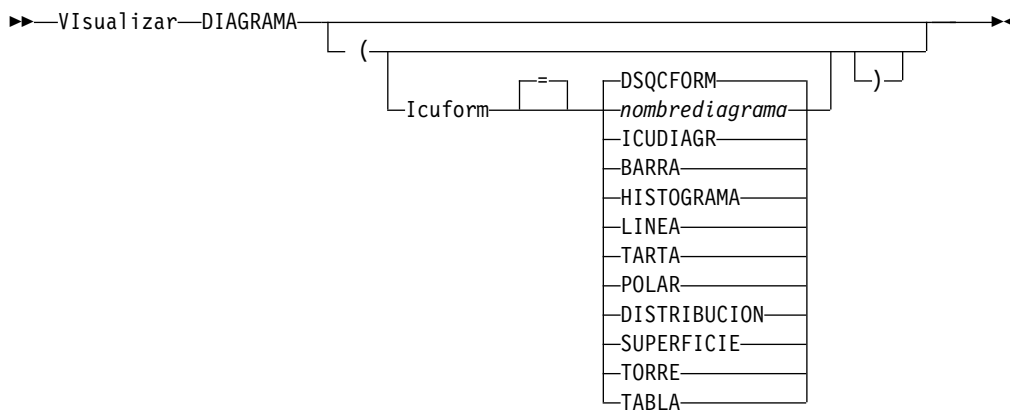 VIsualizar DIAGRAMA
(
)
= DSQCFORM
Icuform nombrediagrama
ICUDIAGR
BARRA
HISTOGRAMA
LINEA
TARTA
POLAR
DISTRIBUCION
SUPERFICIE
TORRE
TABLA